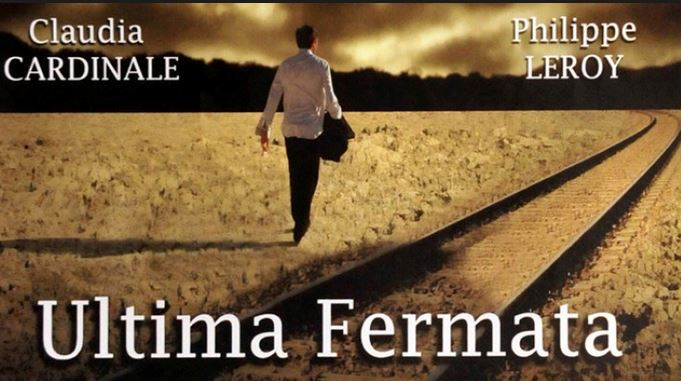 Claudia
CARDINALE
Philippe
LEROY
Ultima Fermata